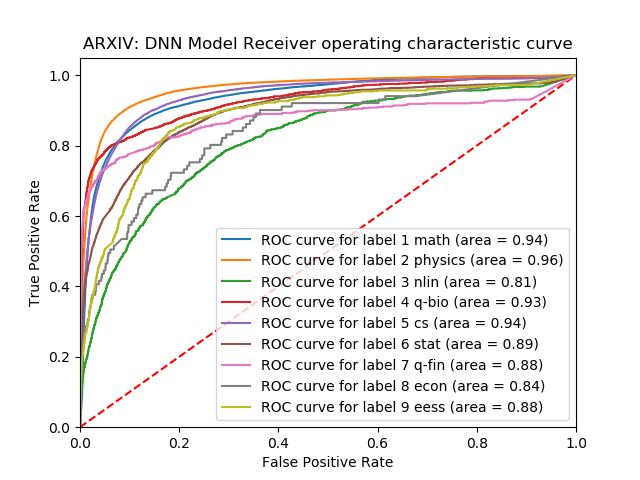 ARXIV: DNN Model Receiver operating characteristic curve
True Positive Rate
1.0
0.8
0.6
0.4
0.2
0.0
ROC curve for label 1 math (area = 0.94)
ROC curve for label 2 physics (area = 0.96)
ROC curve for label 3 nlin (area = 0.81)
ROC curve for label 4 q-bio (area = 0.93)
ROC curve for label 5 cs (area = 0.94)
ROC curve for label 6 stat (area = 0.89)
ROC curve for label 7 q-fin (area = 0.88)
ROC curve for label 8 econ (area = 0.84)
ROC curve for label 9 eess (area = 0.88)
0.0 0.2 0.4 0.6 0.8 1.0
False Positive Rate